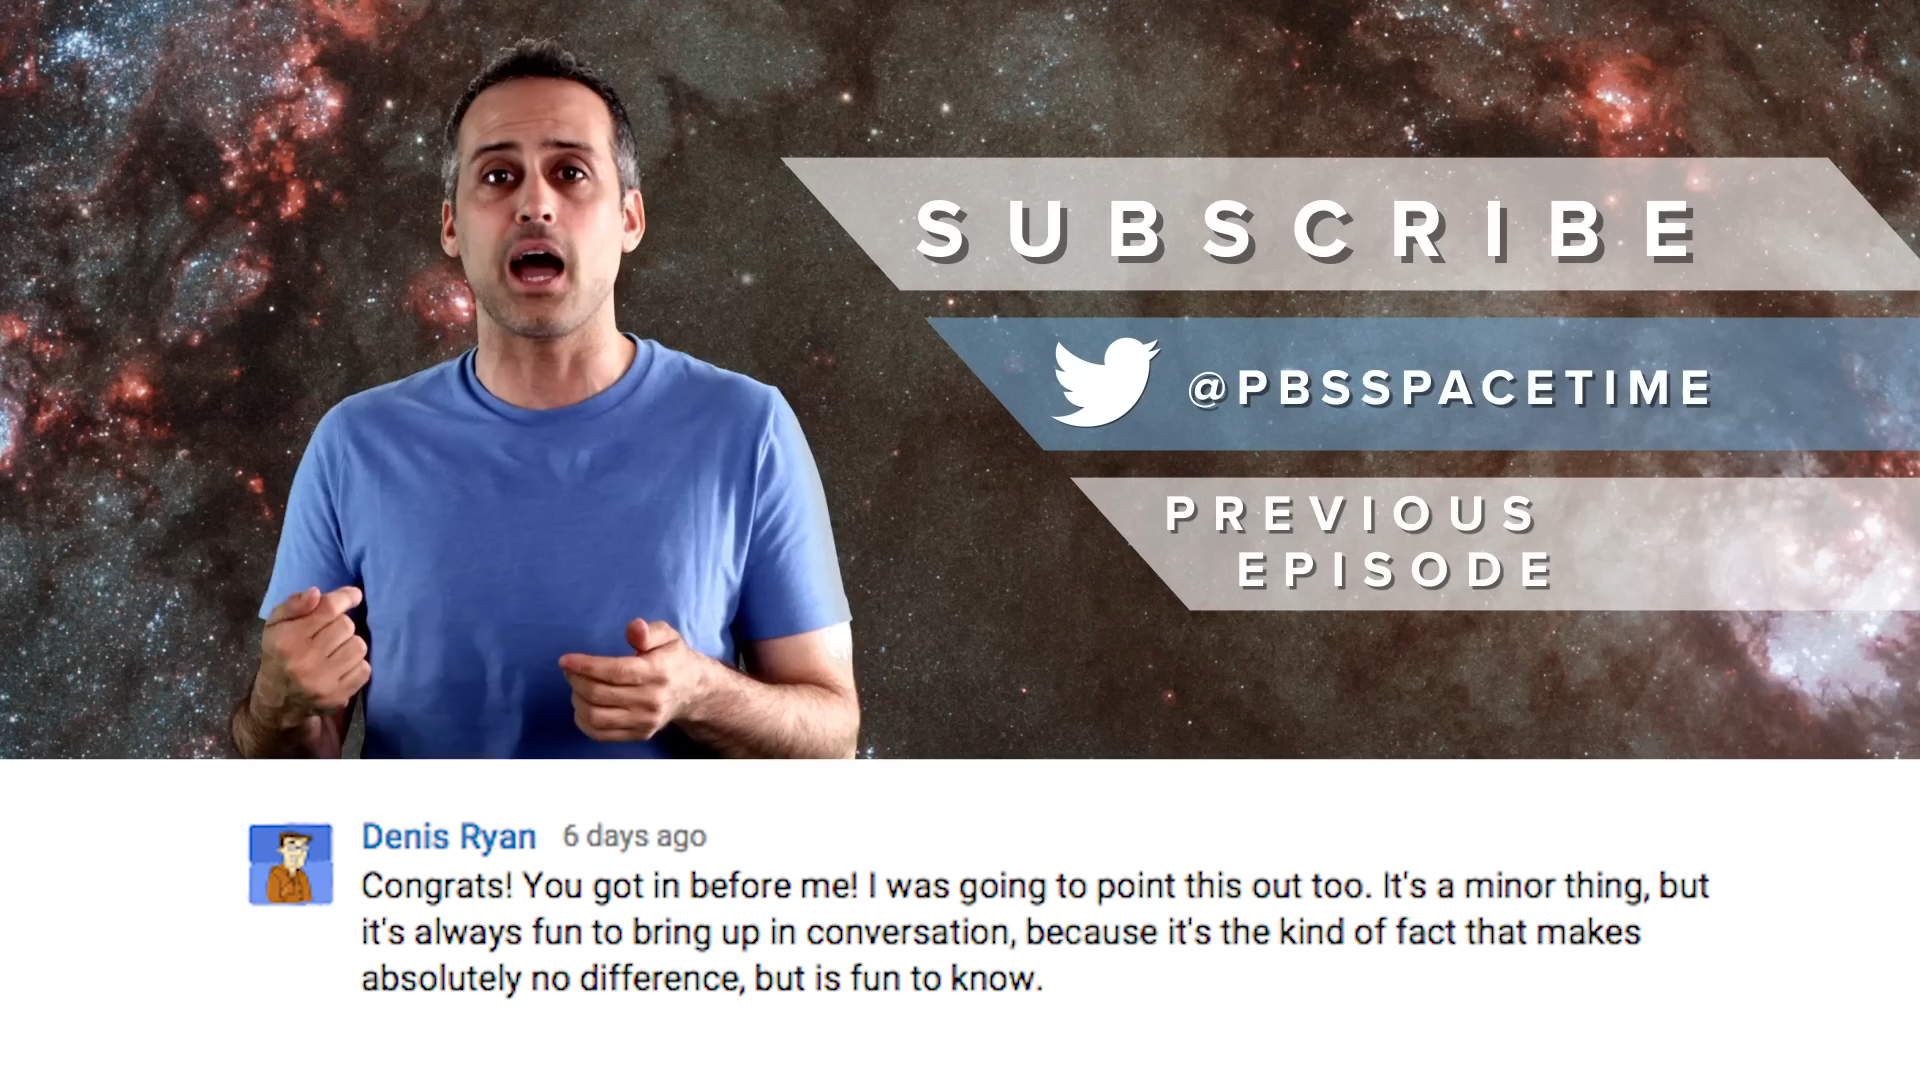 SUBSCRIBE
@PBSSPACETIME
PREVIOUS
EPISODE
Denis Ryan 6 days ago
Congrats! You got in before me! I was going to point this out too. It's a minor thing, but
it's always fun to bring up in conversation, because it's the kind of fact that makes
absolutely no difference, but is fun to know.